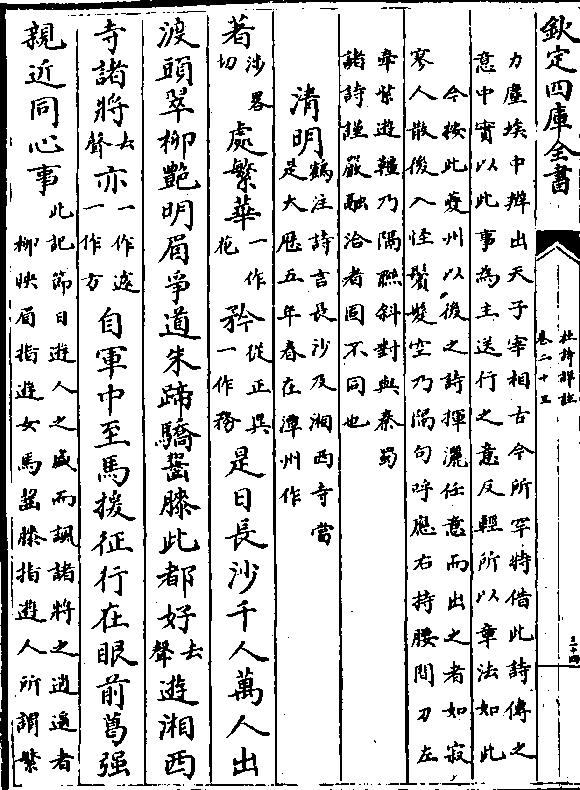 欽定四庫全書
杜詩詳註
卷二十三
三十四
力塵埃中辨出天子宰相古今所罕特借此詩傳之
意中實以此事為主送行之意反輕所以章法如此
今按此夔州以後之詩揮灑任意而出之者如寂
寥人散後入怪鬢髮空乃隔句呼應右持腰間刀左
牽紫遊韁乃隔聯斜對與秦蜀
諸詩謹嚴融洽者固不同也
清明
鶴注詩言長沙及湘西寺當
是大厯五年春在潭州作
著
沙畧
切
處繁華
一作
花
矜
從正異
一作務
是日長沙千人萬人出
渡頭翠柳艷明眉爭道朱蹄驕齧膝此都好
去
聲
遊湘西
寺諸將
去
聲
亦
一作遠
一作方
自軍中至馬援征行在眼前葛强
親近同心事
此記節日遊人之盛而諷諸將之逍遥者
柳映眉指遊女馬齧膝指遊人所謂繁